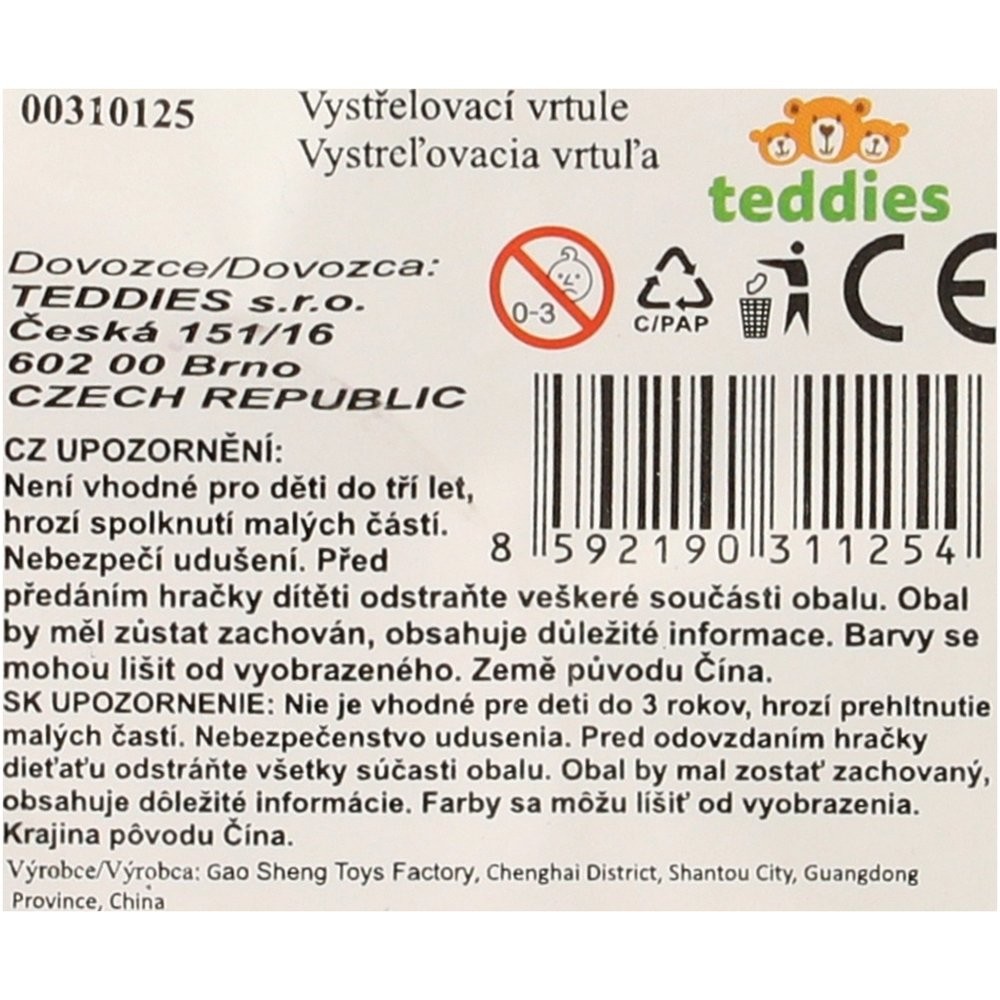 00310125
Vystřelovací vrtule
Vystreľovacia vrtuľa
teddies
Dovozce/Dovozca:
TEDDIES s.r.o.
Česká 151/16
602 00 Brno
CZECH REPUBLIC
0-3
C/PAP
CE
CZ UPOZORNĚNÍ:
Není vhodné pro děti do tří let,
hrozí spolknutí malých částí.
Nebezpečí udušení. Před
předáním hračky dítěti odstraňte veškeré součásti obalu. Obal
by měl zůstat zachován, obsahuje důležité informace. Barvy se
mohou lišit od vyobrazeného. Země původu Čína.
8 592190 311254
SK UPOZORNENIE: Nie je vhodné pre deti do 3 rokov, hrozí prehltnutie
malých častí. Nebezpečenstvo udusenia. Pred odovzdaním hračky
dieťaťu odstráňte všetky súčasti obalu. Obal by mal zostať zachovaný,
obsahuje dôležité informácie. Farby sa môžu líšiť od vyobrazenia.
Krajina pôvodu Čína.
Výrobce/Výrobca: Gao Sheng Toys Factory, Chenghai District, Shantou City, Guangdong
Province, China